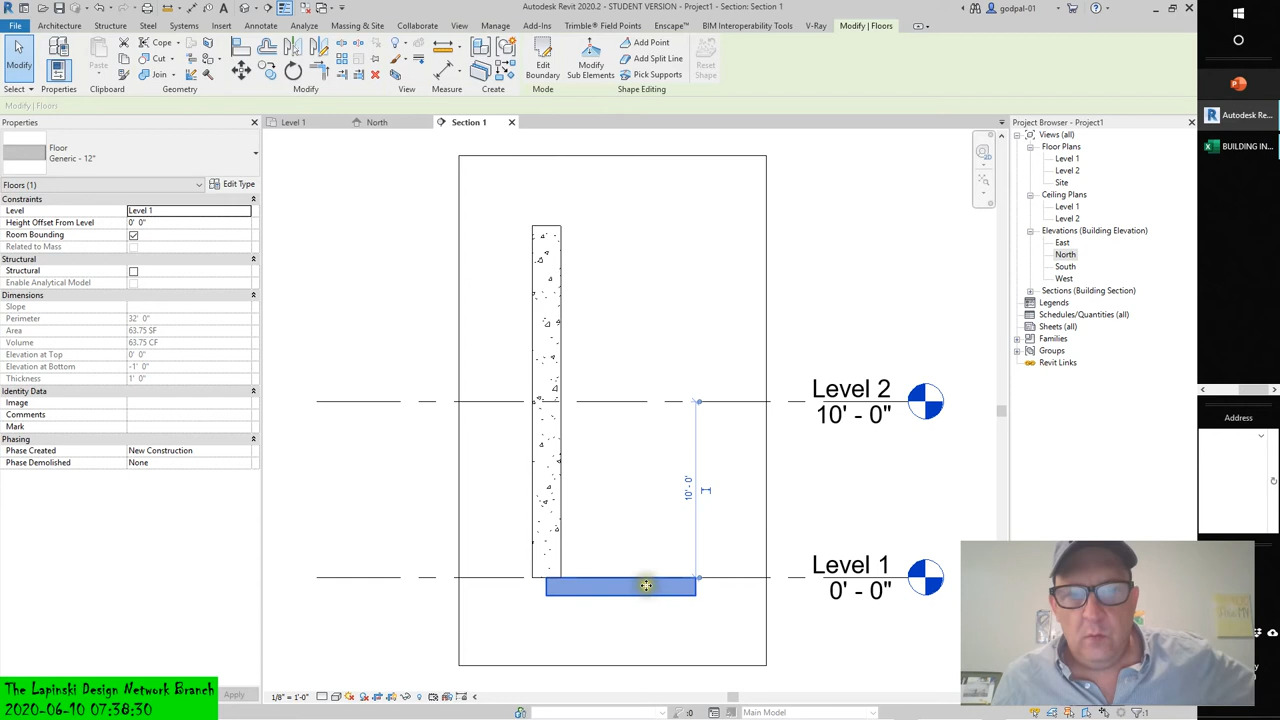 Autodesk Revit 2020.2 - STUDENT VERSION - Project1 - Section: Section 1
godpal-01
File
Architecture
Structure
Steel
Systems
Insert
Annotate
Analyze
Massing & Site
Collaborate
View
Manage
Add-Ins
Trimble® Field Points
Enscape™
BIM Interoperability Tools
V-Ray
Modify | Floors
Modify
Paste
Cope
Cut
Join
Edit
Boundary
Modify
Sub Elements
Add Point
Add Split Line
Pick Supports
Reset
Shape
Select
Properties
Clipboard
Geometry
Modify
View
Measure
Create
Mode
Shape Editing
Modify | Floors
Properties
Floor
Generic - 12"
Floors (1)
Edit Type
Constraints
Level Level 1
Height Offset From Level 0' 0"
Room Bounding
Related to Mass
Structural
Structural
Enable Analytical Model
Dimensions
Slope
Perimeter 32' 0"
Area 63.75 SF
Volume 63.75 CF
Elevation at Top 0' 0"
Elevation at Bottom -1' 0"
Thickness 1' 0"
Identity Data
Image
Comments
Mark
Phasing
Phase Created New Construction
Phase Demolished None
Apply
Level 1
North
Section 1
Level 2
10' - 0"
10' - 0"
Level 1
0' - 0"
1/8" = 1'-0"
:0
Main Model
:1
Project Browser - Project1
Views (all)
Floor Plans
Level 1
Level 2
Site
Ceiling Plans
Level 1
Level 2
Elevations (Building Elevation)
East
North
South
West
Sections (Building Section)
Legends
Schedules/Quantities (all)
Sheets (all)
Families
Groups
Revit Links
Autodesk Re...
BUILDING IN...
Address
The Lapinski Design Network Branch
2020-06-10 07:38:30